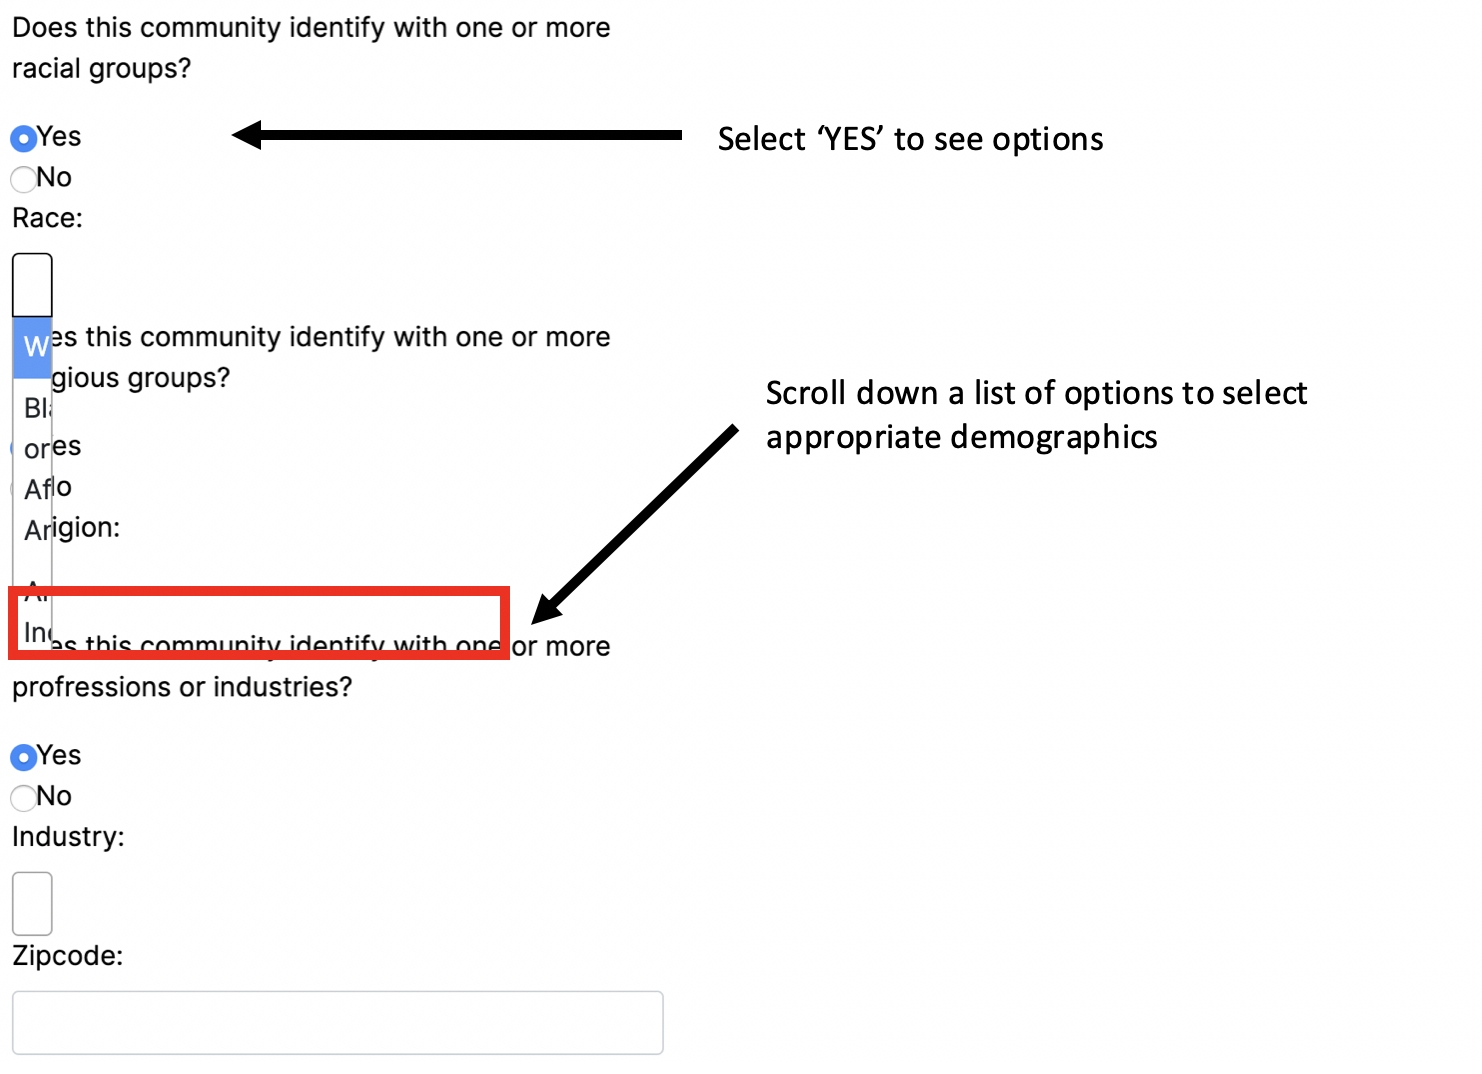 Does this community identify with one or more
racial groups?
Yes
Select ‘YES’ to see options
No
Race:
W
es this community identify with one or more
gious groups?
Scroll down a list of options to select
appropriate demographics
Bl
or es
Af o
Ar igion:
In es this community identify with one or more
profressions or industries?
Yes
No
Industry:
Zipcode: